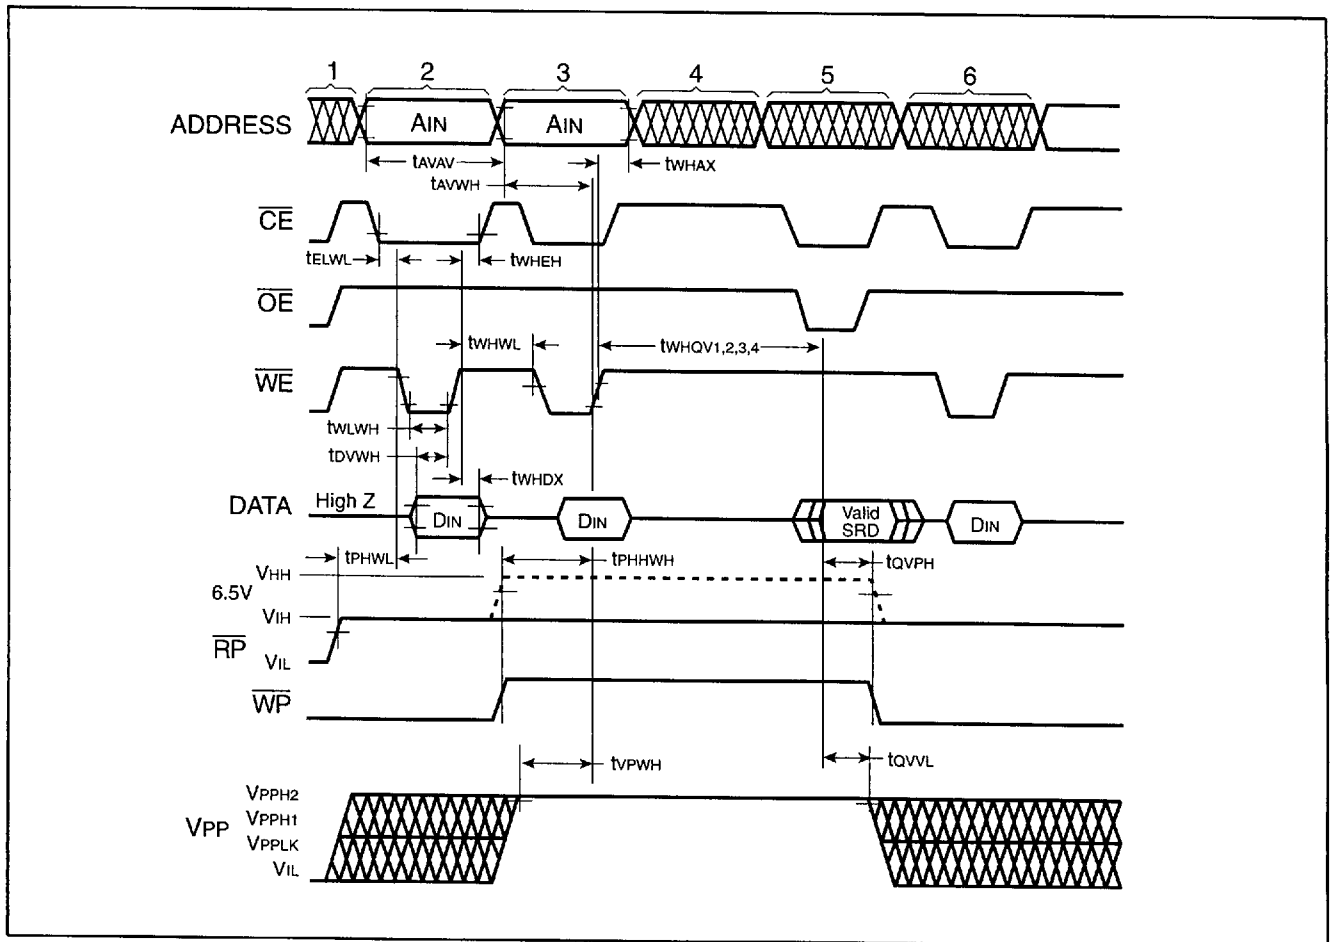 1 2 3 4 5 6
ADDRESS AIN AIN
tAVAV tWHAX
tAVWH
CE
tELWL tWHEH
OE
tWHWL tWHQV1,2,3,4
WE
tWLWH
tDVWH
tWHDX
DATA High Z DIN DIN Valid SRD DIN
tPHWL tPHHWH tQVPH
VHH
6.5V
VIH
RP
VIL
WP
tVPWH tQVVL
VPPH2
VPP VPPH1
VPPLK
VIL